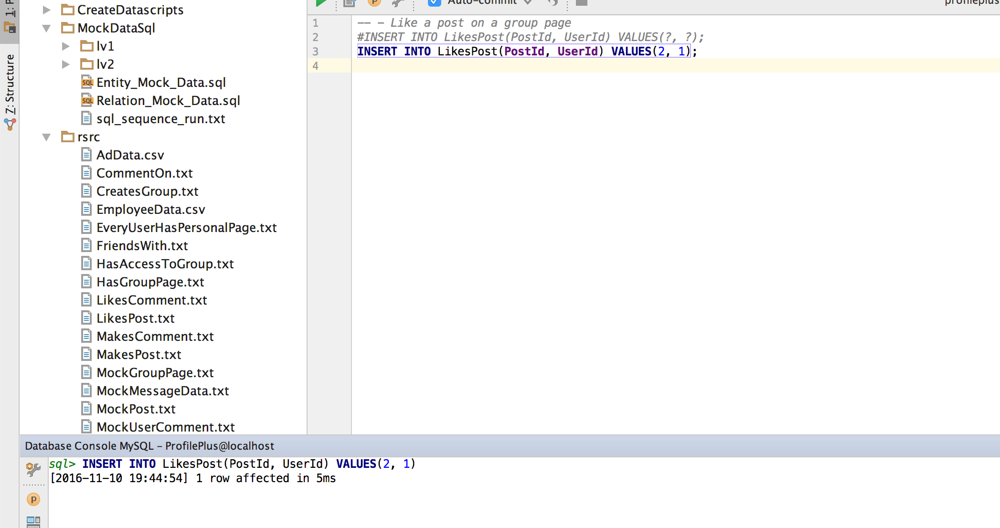 1: P
7: Structure
CreateDatascripts
MockDataSql
lv1
lv2
SQL Entity_Mock_Data.sql
SQL Relation_Mock_Data.sql
sql_sequence_run.txt
rsrc
AdData.csv
CommentOn.txt
CreatesGroup.txt
EmployeeData.csv
EveryUserHasPersonalPage.txt
FriendsWith.txt
HasAccessToGroup.txt
HasGroupPage.txt
LikesComment.txt
LikesPost.txt
MakesComment.txt
MakesPost.txt
MockGroupPage.txt
MockMessageData.txt
MockPost.txt
MockUserComment.txt
p Auto-commit profileplus
1 -- - Like a post on a group page
2 #INSERT INTO LikesPost(PostId, UserId) VALUES(?, ?);
3 INSERT INTO LikesPost(PostId, UserId) VALUES(2, 1);
4
Database Console MySQL – ProfilePlus@localhost
sql> INSERT INTO LikesPost(PostId, UserId) VALUES(2, 1)
[2016-11-10 19:44:54] 1 row affected in 5ms
p